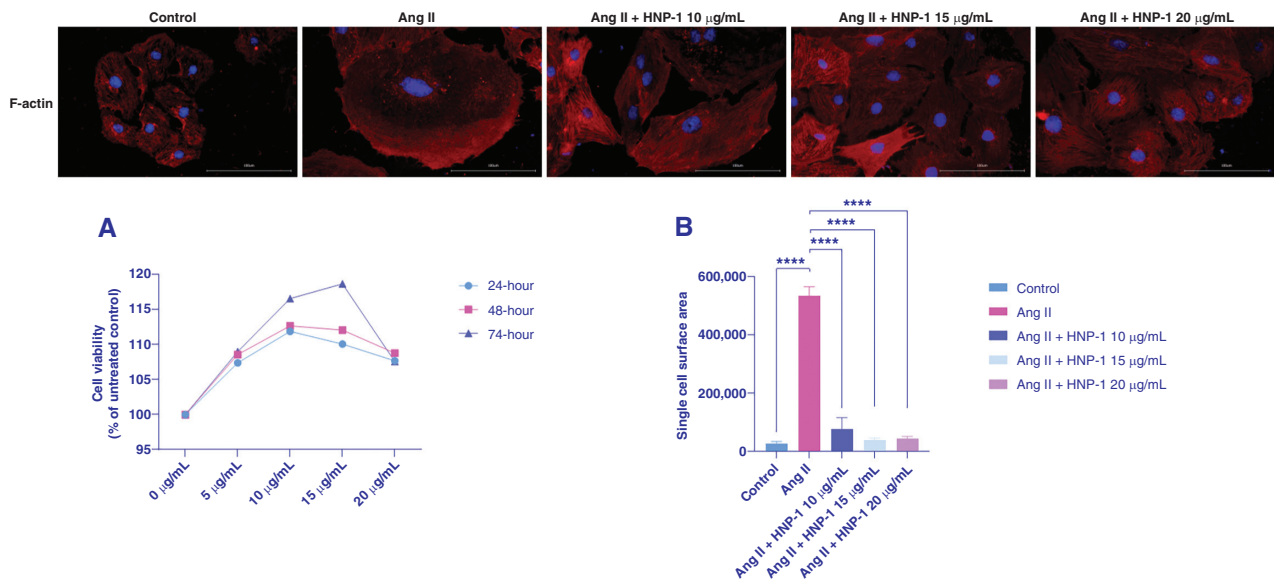 Control
Ang II
Ang II + HNP-1 10 μg/mL
Ang II + HNP-1 15 μg/mL
Ang II + HNP-1 20 μg/mL
F-actin
A
120
115
110
105
100
95
Cell viability
(% of untreated control)
0 μg/mL
5 μg/mL
10 μg/mL
15 μg/mL
20 μg/mL
24-hour
48-hour
74-hour
B
****
****
****
****
600,000
400,000
200,000
0
Single cell surface area
Control
Ang II
Ang II + HNP-1 10 μg/mL
Ang II + HNP-1 15 μg/mL
Ang II + HNP-1 20 μg/mL
Control
Ang II
Ang II + HNP-1 10 μg/mL
Ang II + HNP-1 15 μg/mL
Ang II + HNP-1 20 μg/mL